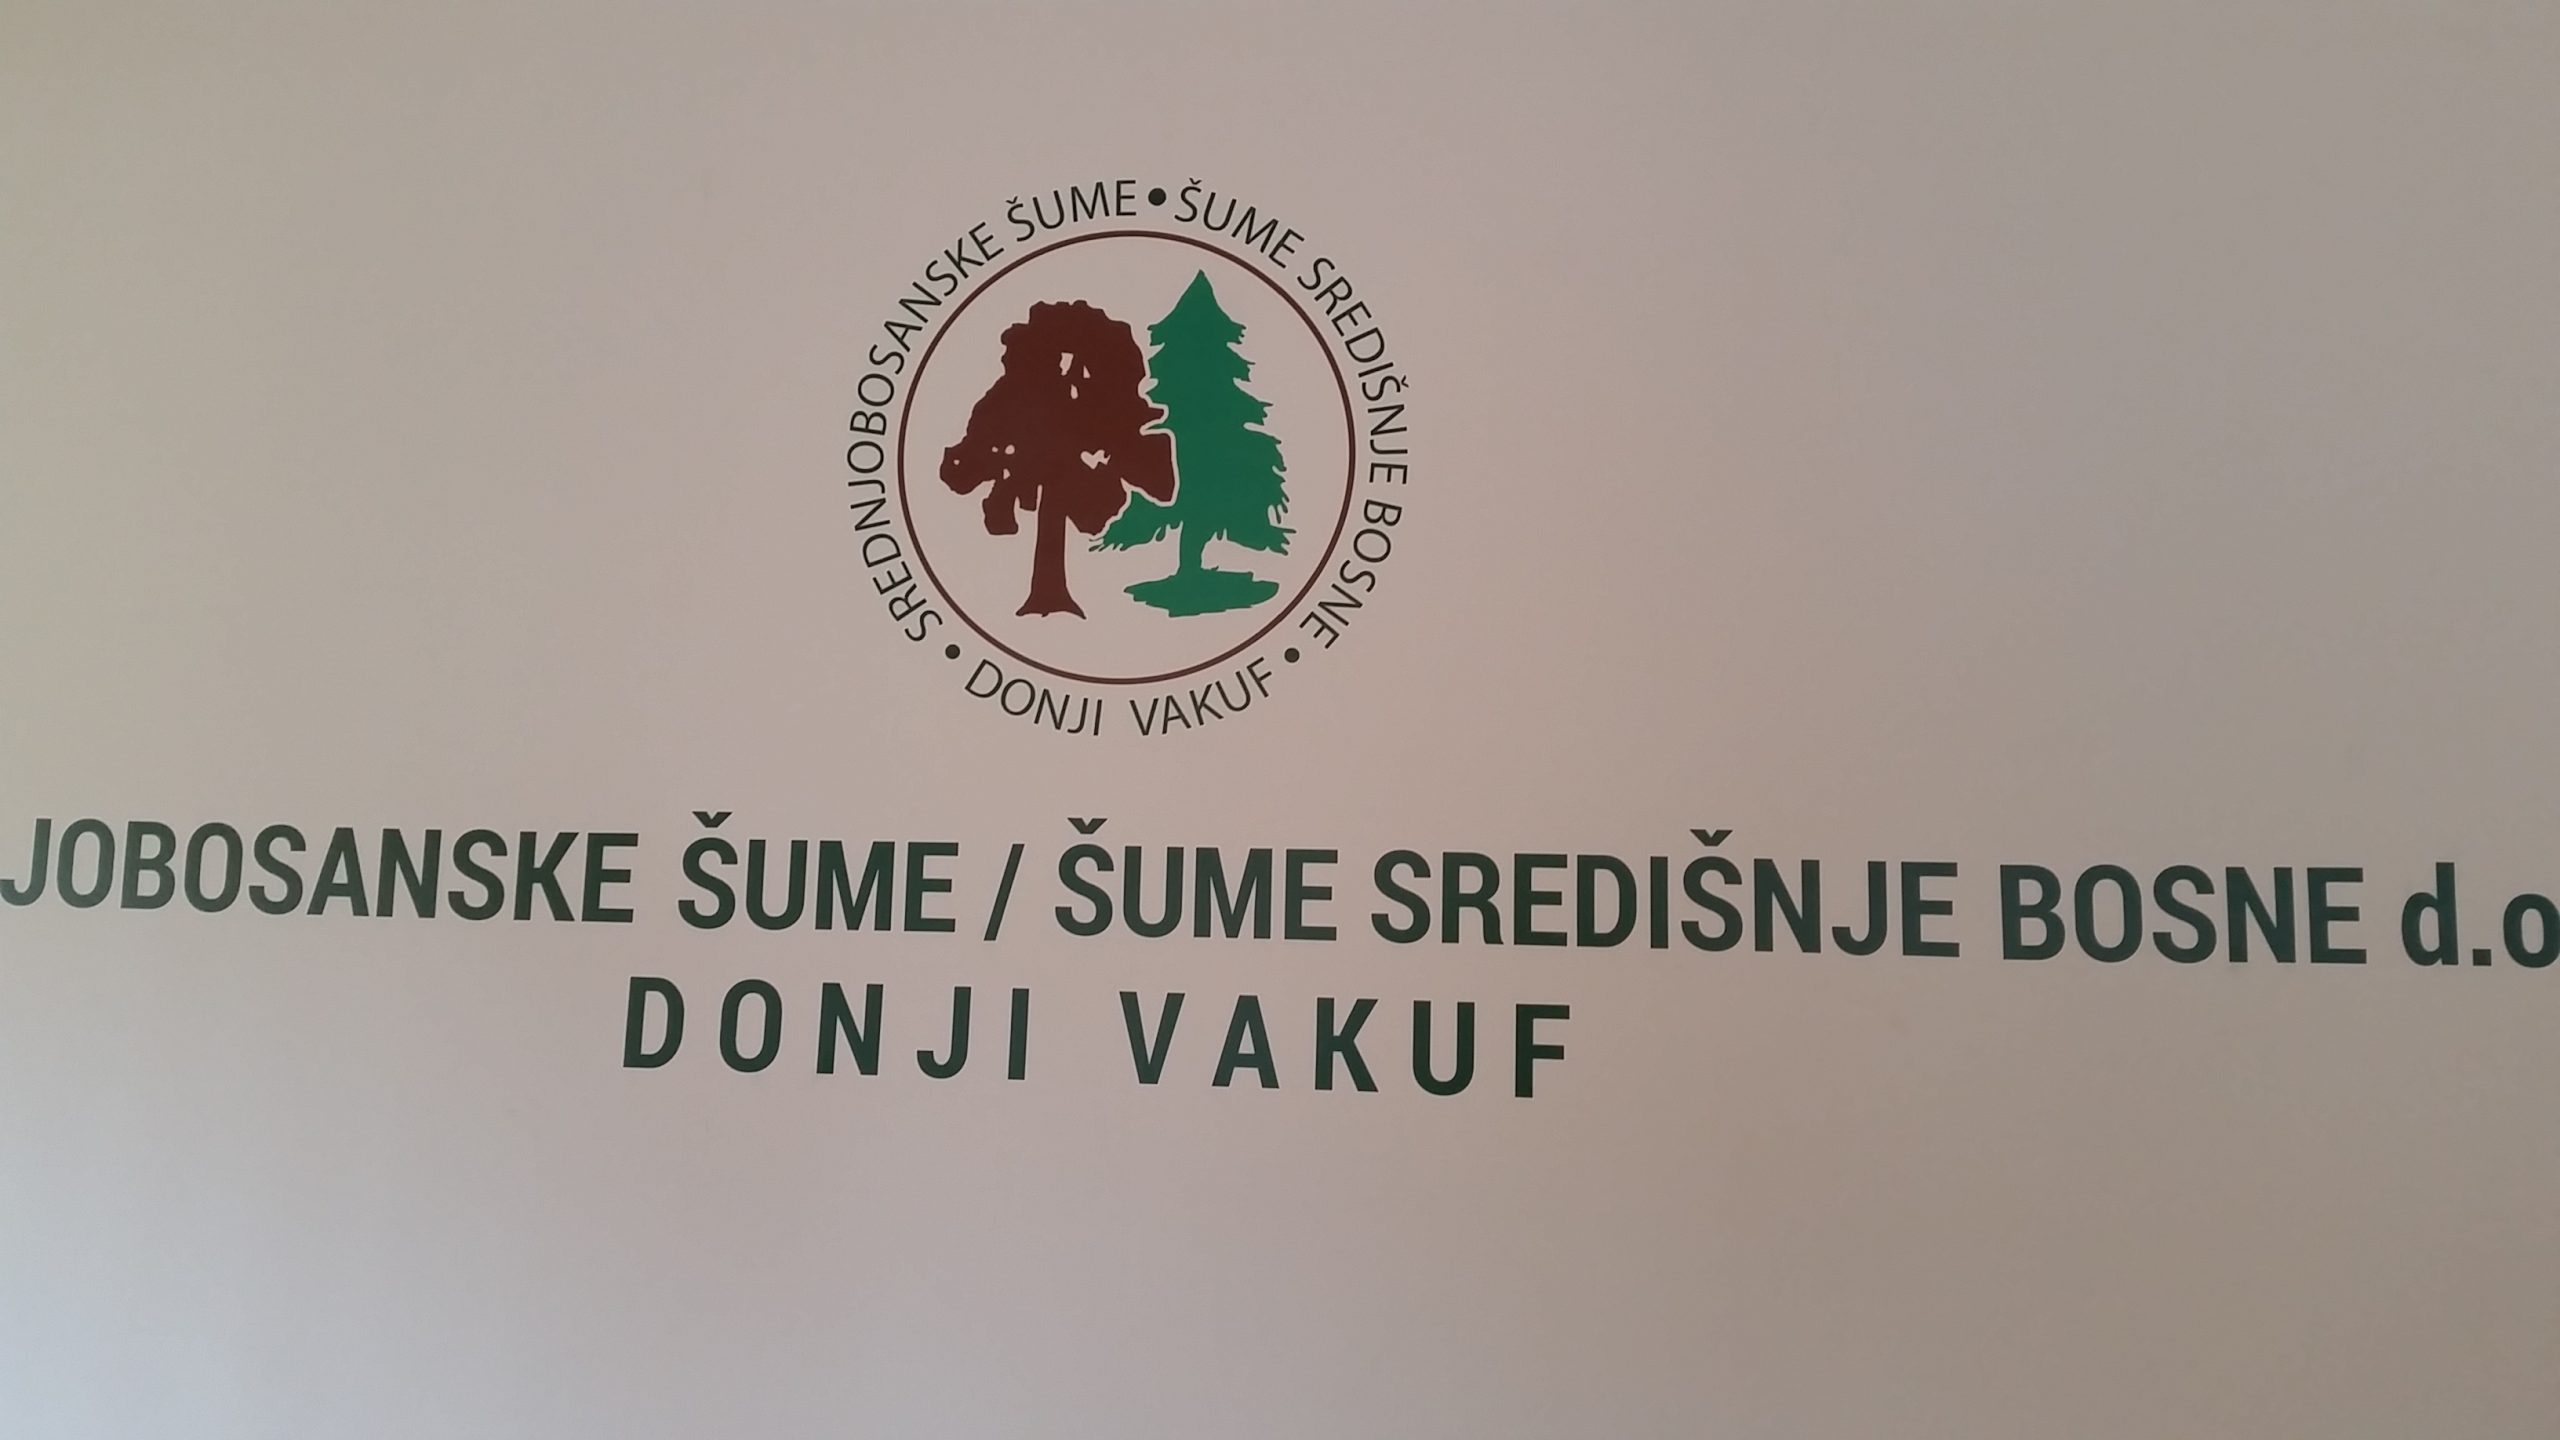 SREDNJOBOSANSKE ŠUME • ŠUME SREDIŠNJE BOSNE • DONJI VAKUF •
JOBOSANSKE ŠUME / ŠUME SREDIŠNJE BOSNE d.o
DONJI VAKUF